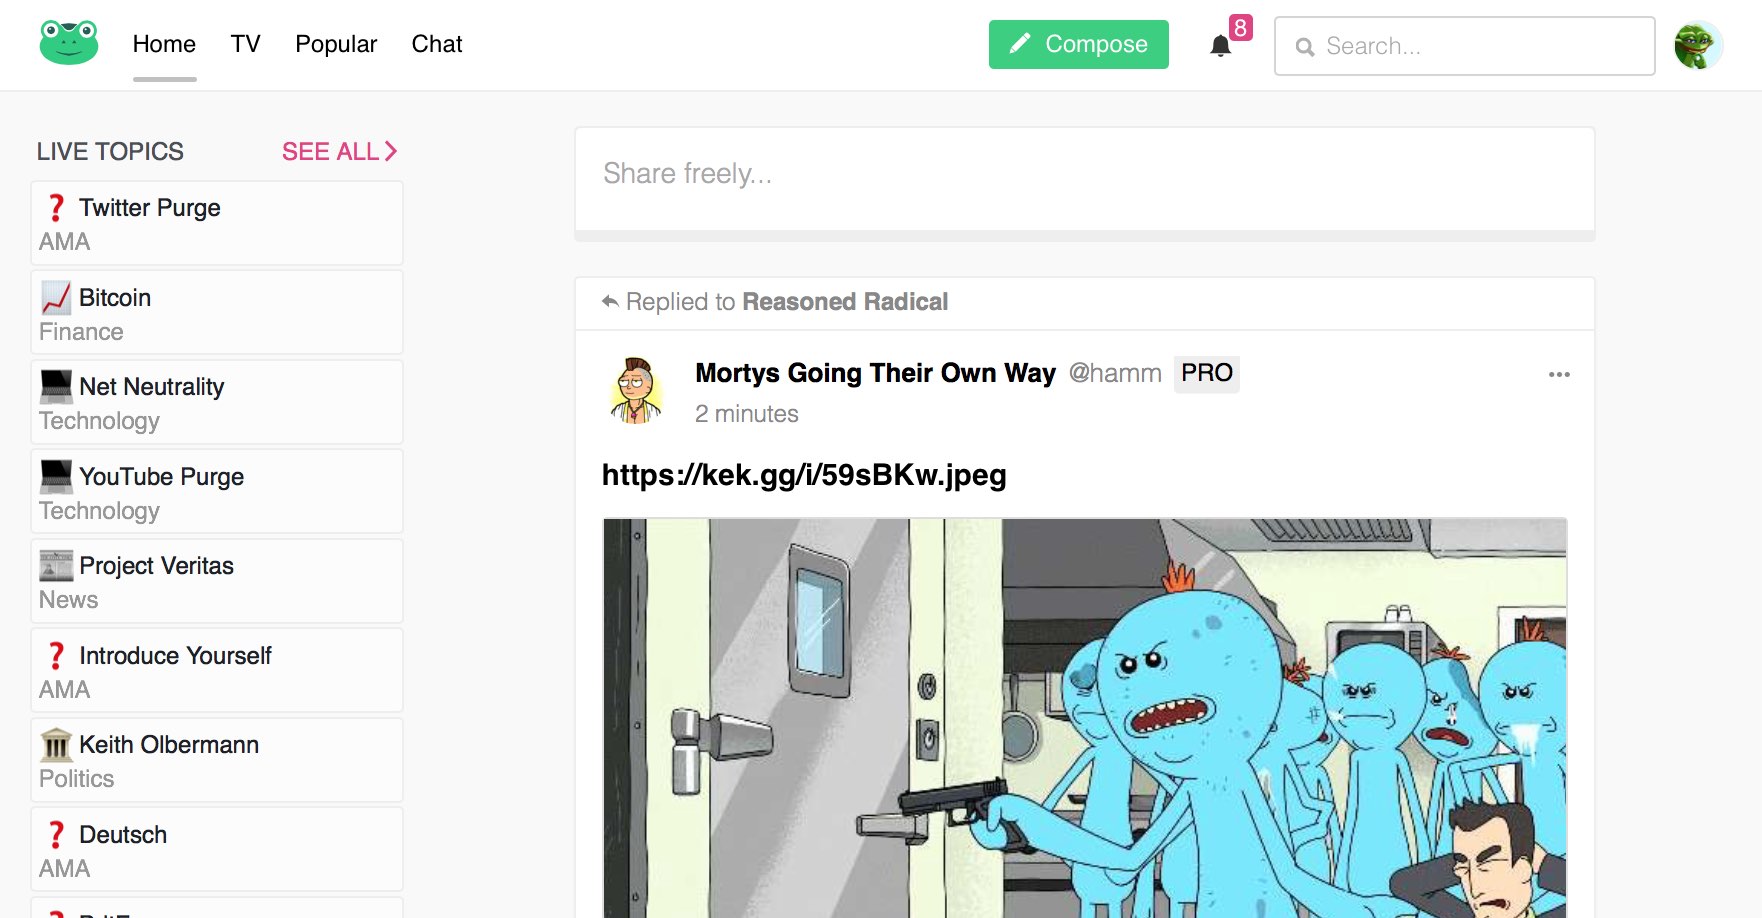 Home TV Popular Chat
Compose
8
Search...
LIVE TOPICS SEE ALL
Twitter Purge
AMA
Bitcoin
Finance
Net Neutrality
Technology
YouTube Purge
Technology
Project Veritas
News
Introduce Yourself
AMA
Keith Olbermann
Politics
Deutsch
AMA
Share freely...
Replied to Reasoned Radical
Mortys Going Their Own Way @hamm PRO
2 minutes
https://kek.gg/i/59sBKw.jpeg